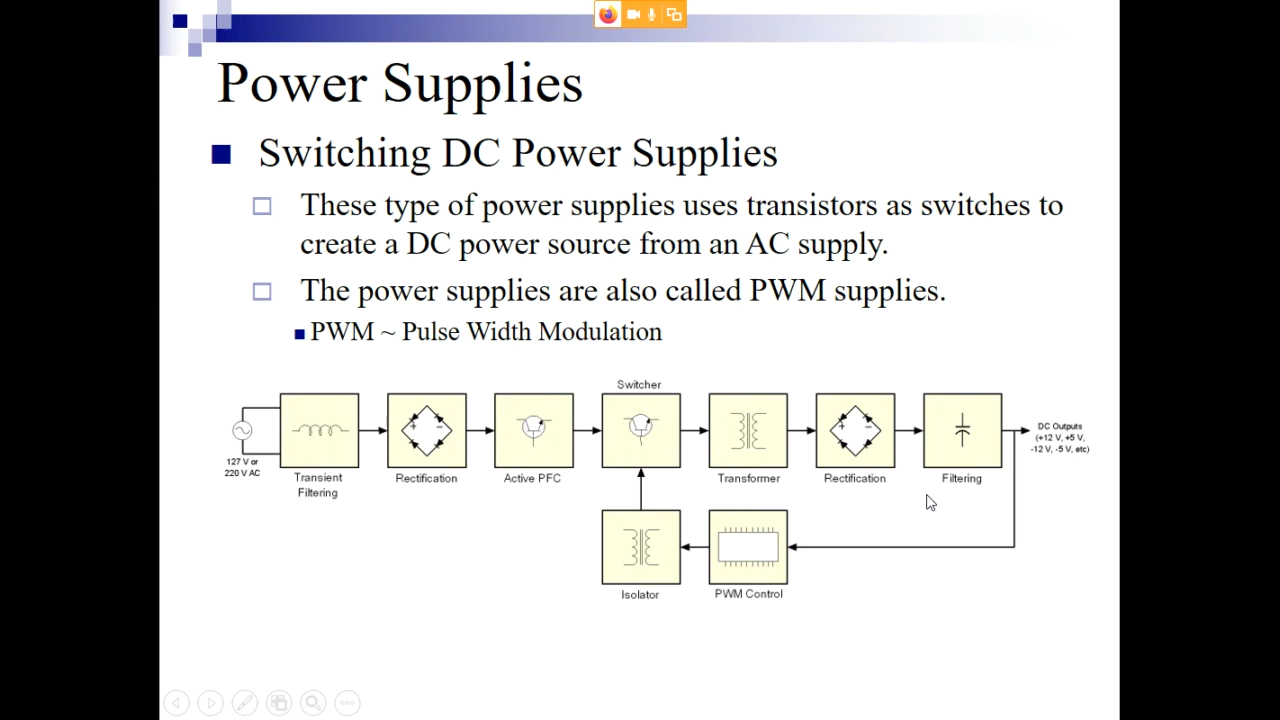 Power Supplies
Switching DC Power Supplies
These type of power supplies uses transistors as switches to
create a DC power source from an AC supply.
The power supplies are also called PWM supplies.
PWM ~ Pulse Width Modulation
Switcher
127 V or
220 V AC
Transient
Filtering
Rectification
Active PFC
Transformer
Rectification
Filtering
DC Outputs
(+12 V, +5 V,
-12 V, -5 V, etc)
Isolator
PWM Control